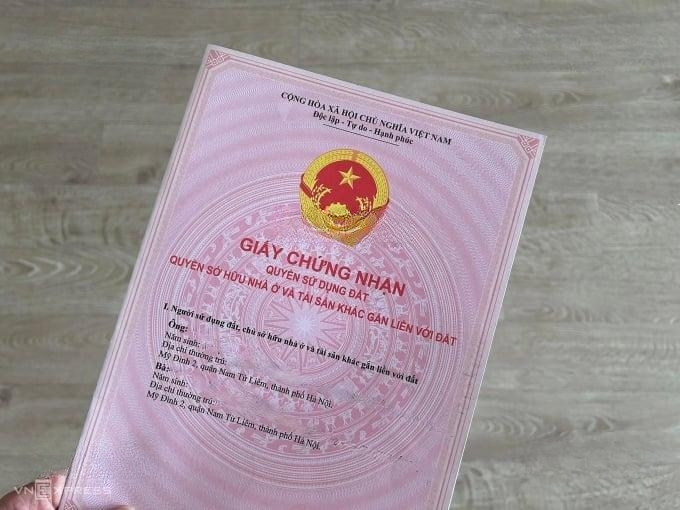 CỘNG HÒA XÃ HỘI CHỦ NGHĨA VIỆT NAM
Độc lập - Tự do - Hạnh phúc
GIẤY CHỨNG NHẬN
QUYỀN SỬ DỤNG ĐẤT
QUYỀN SỞ HỮU NHÀ Ở VÀ TÀI SẢN KHÁC GẮN LIỀN VỚI ĐẤT
I. Người sử dụng đất, chủ sở hữu nhà ở và tài sản khác gắn liền với đất
Ông:
Năm sinh:
Địa chỉ thường trú:
Mỹ Đình 2, quận Nam Từ Liêm, thành phố Hà Nội.
Bà:
Năm sinh:
Địa chỉ thường trú:
Mỹ Đình 2, quận Nam Từ Liêm, thành phố Hà Nội.
VNEXPRESS